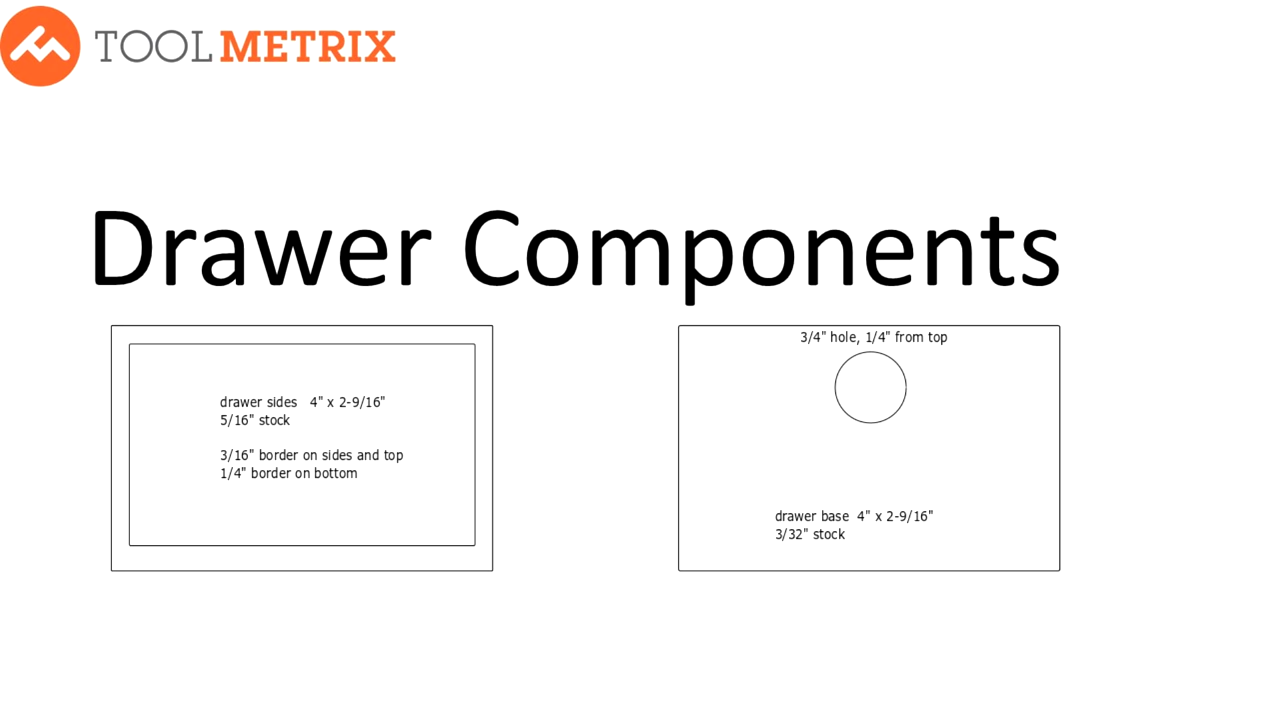 TOOLMETRIX
Drawer Components
3/4" hole, 1/4" from top
drawer sides   4" x 2-9/16"
5/16" stock
3/16" border on sides and top
1/4" border on bottom
drawer base  4" x 2-9/16"
3/32" stock